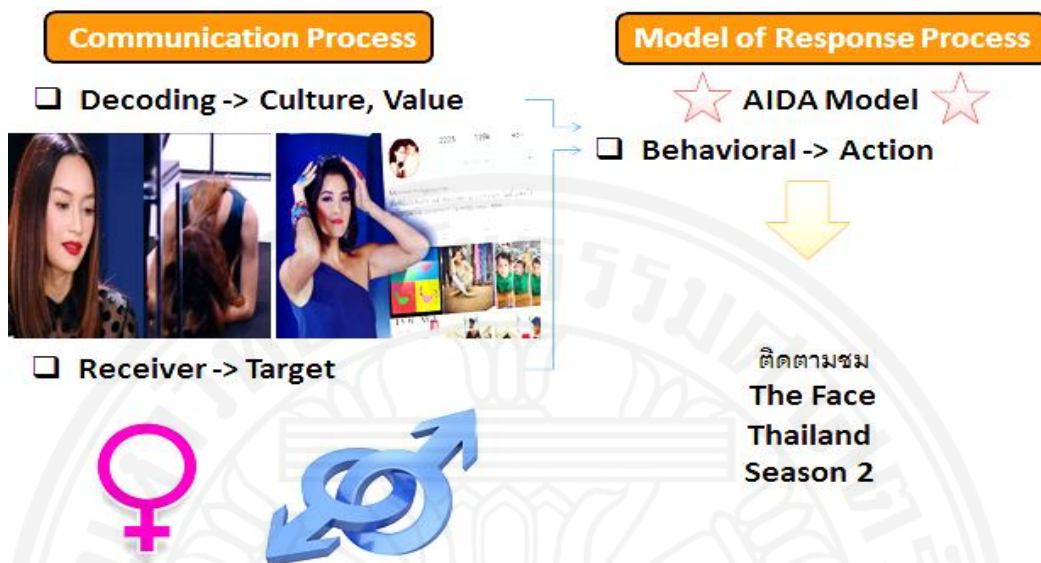 Communication Process
Model of Response Process
❑ Decoding -> Culture, Value
AIDA Model
❑ Behavioral -> Action
❑ Receiver -> Target
ติดตามชม
The Face
Thailand
Season 2